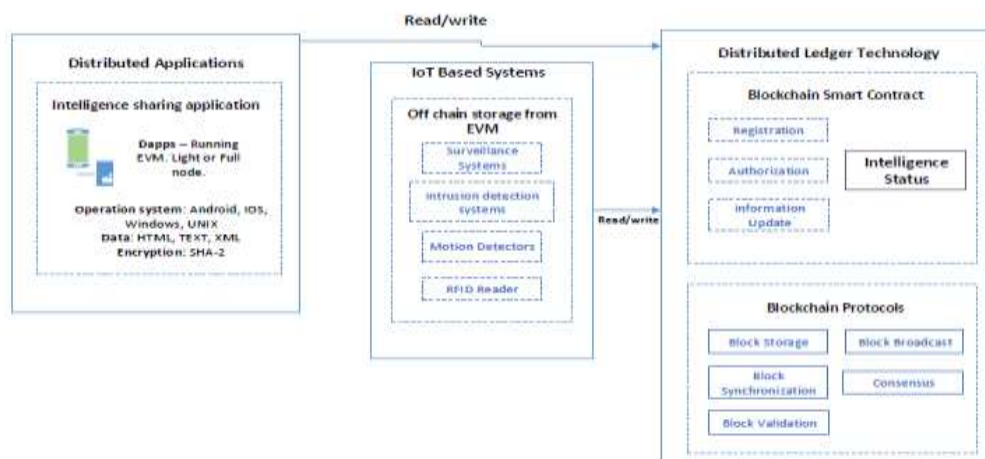 Read/write
Distributed Applications
Intelligence sharing application
Dapps – Running
EVM. Light or Full
node.
Operation system: Android, IOS,
Windows, UNIX
Data: HTML, TEXT, XML
Encryption: SHA-2
IoT Based Systems
Off chain storage from
EVM
Surveillance
Systems
Intrusion detection
systems
Motion Detectors
RFID Reader
Read/write
Distributed Ledger Technology
Blockchain Smart Contract
Registration
Authorization
Information
Update
Intelligence
Status
Blockchain Protocols
Block Storage
Block Broadcast
Block
Synchronization
Consensus
Block Validation